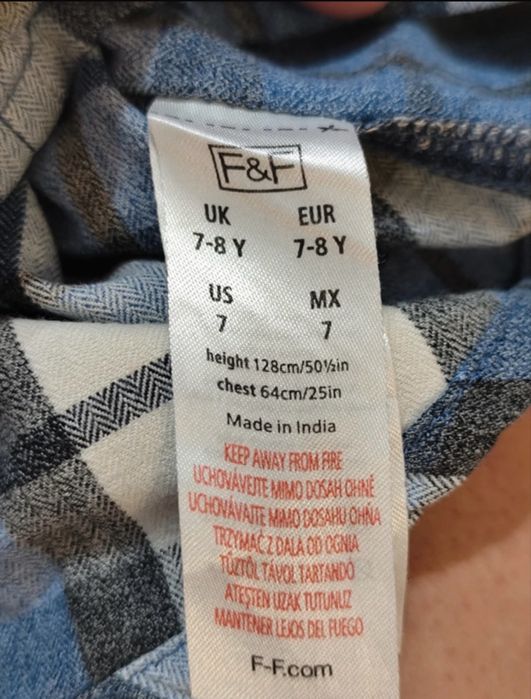 F&F
UK EUR
7-8 Y 7-8 Y
US MX
7 7
height 128cm/50½in
chest 64cm/25in
Made in India
KEEP AWAY FROM FIRE
UCHOVÁVEJTE MIMO DOSAH OHNĚ
UCHOVÁVAJTE MIMO DOSAHU OHŇA
TRZYMAĆ Z DALA OD OGNIA
TŰZTŐL TÁVOL TARTANDÓ
ATEŞTEN UZAK TUTUNUZ
MANTENER LEJOS DEL FUEGO
F-F.com